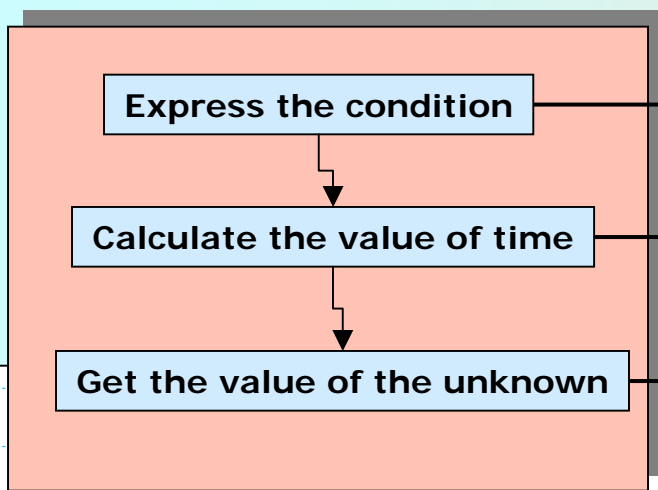 Express the condition
Calculate the value of time
Get the value of the unknown